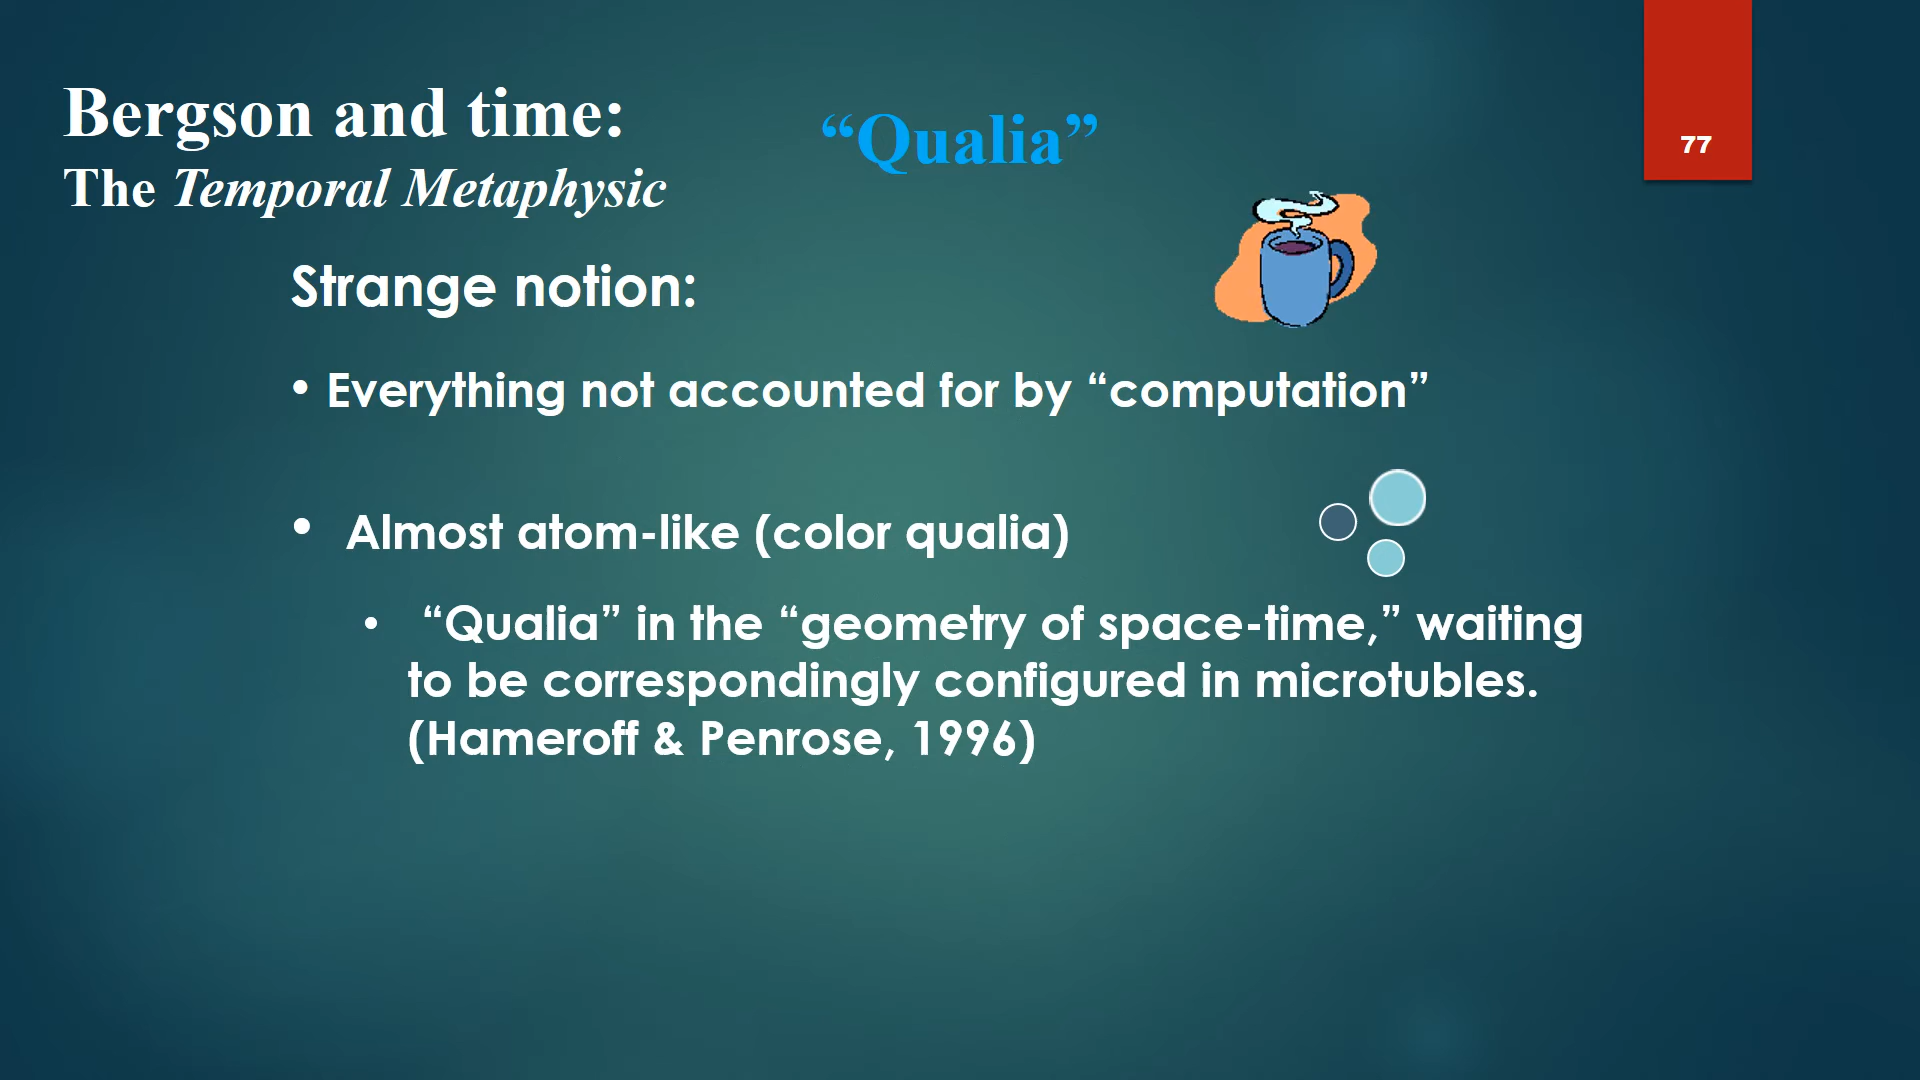 Bergson and time:
The Temporal Metaphysic
“Qualia”
77
Strange notion:
• Everything not accounted for by “computation”
• Almost atom-like (color qualia)
• “Qualia” in the “geometry of space-time,” waiting
to be correspondingly configured in microtubles.
(Hameroff & Penrose, 1996)